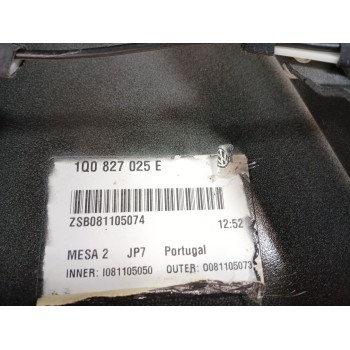 1Q0 827 025 E
ZSB081105074
12:52
MESA 2 JP7 Portugal
INNER: I081105050 OUTER: O081105073